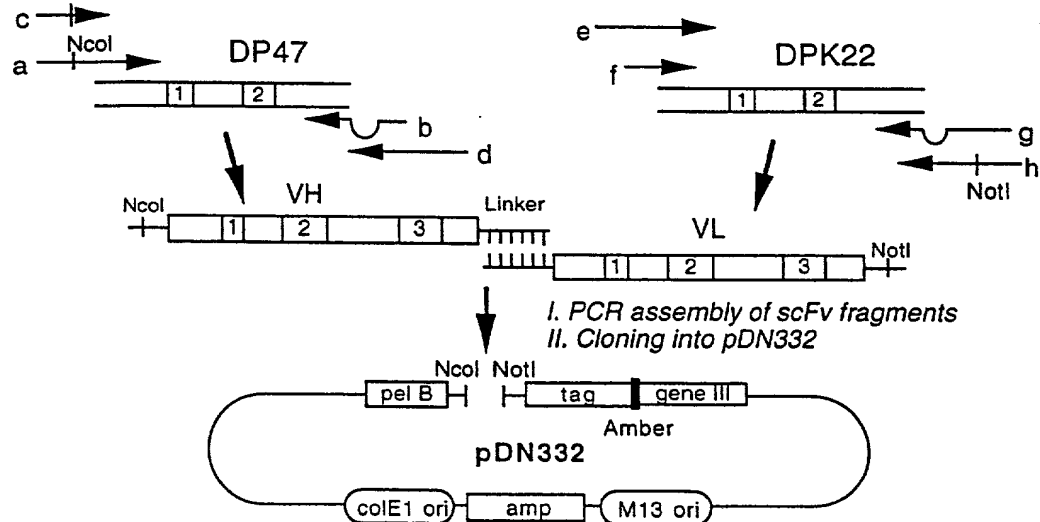 c
NcoI
a
DP47
1 2
b
d
e
f
DPK22
1 2
g
h
NotI
VH
NcoI
1 2 3
Linker
VL
NotI
1 2 3
I. PCR assembly of scFv fragments
II. Cloning into pDN332
NcoI NotI
pel B
tag
gene III
Amber
pDN332
colE1 ori
amp
M13 ori